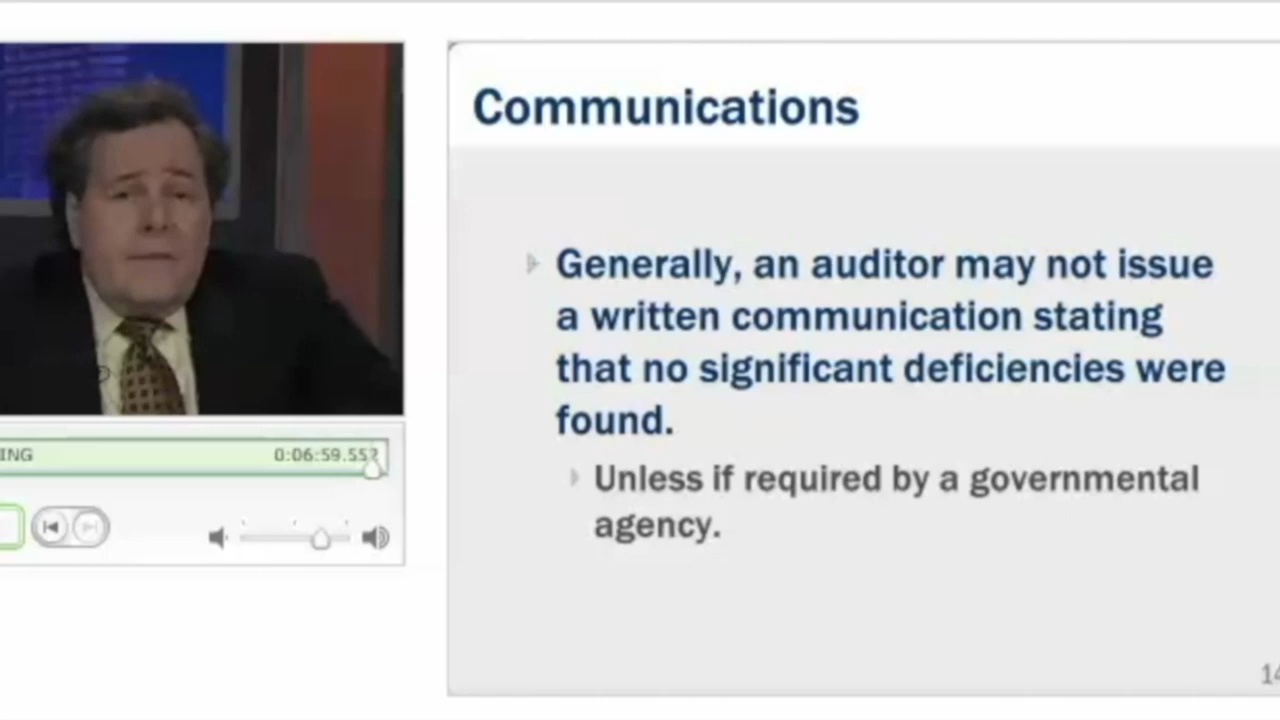 Communications
Generally, an auditor may not issue
a written communication stating
that no significant deficiencies were
found.
Unless if required by a governmental
agency.
ING
0:06:59.552
14